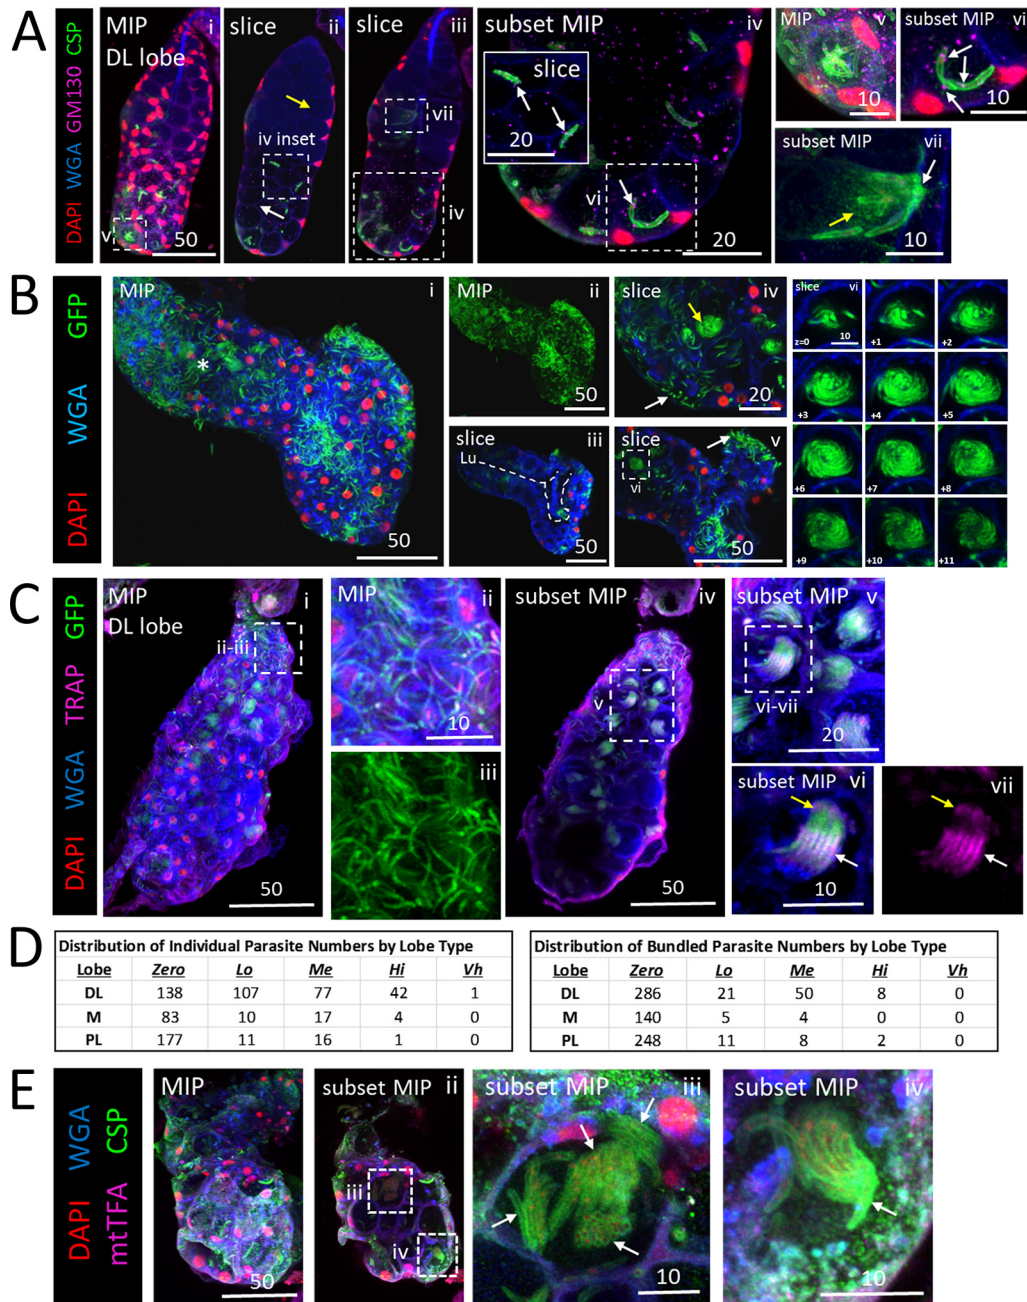 A
DAPI WGA GM130 CSP
MIP
DL lobe
i
v
50
slice
ii
iv inset
slice
iii
vii
iv
subset MIP
iv
slice
20
vi
20
MIP
v
10
subset MIP
vi
10
subset MIP
vii
10
B
DAPI WGA GFP
MIP
i
*
50
MIP
ii
50
slice
iii
Lu
50
slice
iv
20
slice
v
vi
50
slice
vi
z=0
10
+1
+2
+3
+4
+5
+6
+7
+8
+9
+10
+11
C
DAPI WGA TRAP GFP
MIP
DL lobe
i
ii-iii
50
MIP
ii
10
iii
subset MIP
iv
v
50
subset MIP
v
vi-vii
20
subset MIP
vi
10
vii
D
Distribution of Individual Parasite Numbers by Lobe Type
Lobe Zero Lo Me Hi Vh
DL 138 107 77 42 1
M 83 10 17 4 0
PL 177 11 16 1 0
Distribution of Bundled Parasite Numbers by Lobe Type
Lobe Zero Lo Me Hi Vh
DL 286 21 50 8 0
M 140 5 4 0 0
PL 248 11 8 2 0
E
DAPI WGA
mtTFA CSP
MIP
i
50
subset MIP
ii
iii
iv
subset MIP
iii
10
subset MIP
iv
10